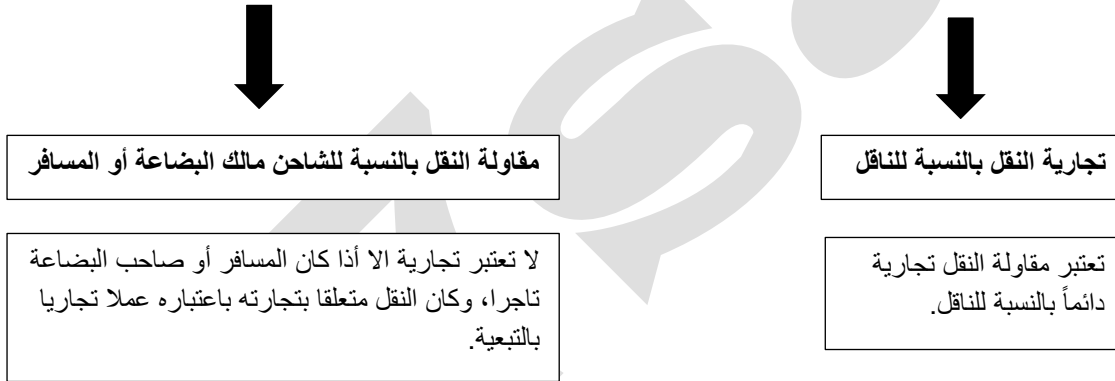 تجارية النقل بالنسبة للناقل
تعتبر مقاولة النقل تجارية
دائماً بالنسبة للناقل.
مقاولة النقل بالنسبة للشاحن مالك البضاعة أو المسافر
لا تعتبر تجارية الا أذا كان المسافر أو صاحب البضاعة
تاجرا، وكان النقل متعلقا بتجارته باعتباره عملا تجاريا
بالتبعية.